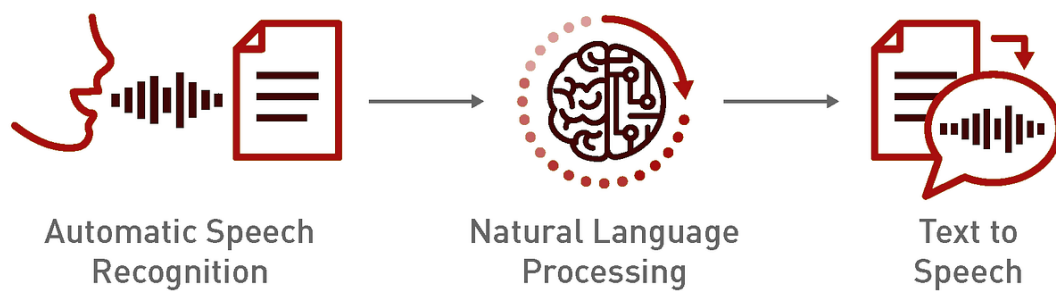 Automatic Speech
Recognition
Natural Language
Processing
Text to
Speech